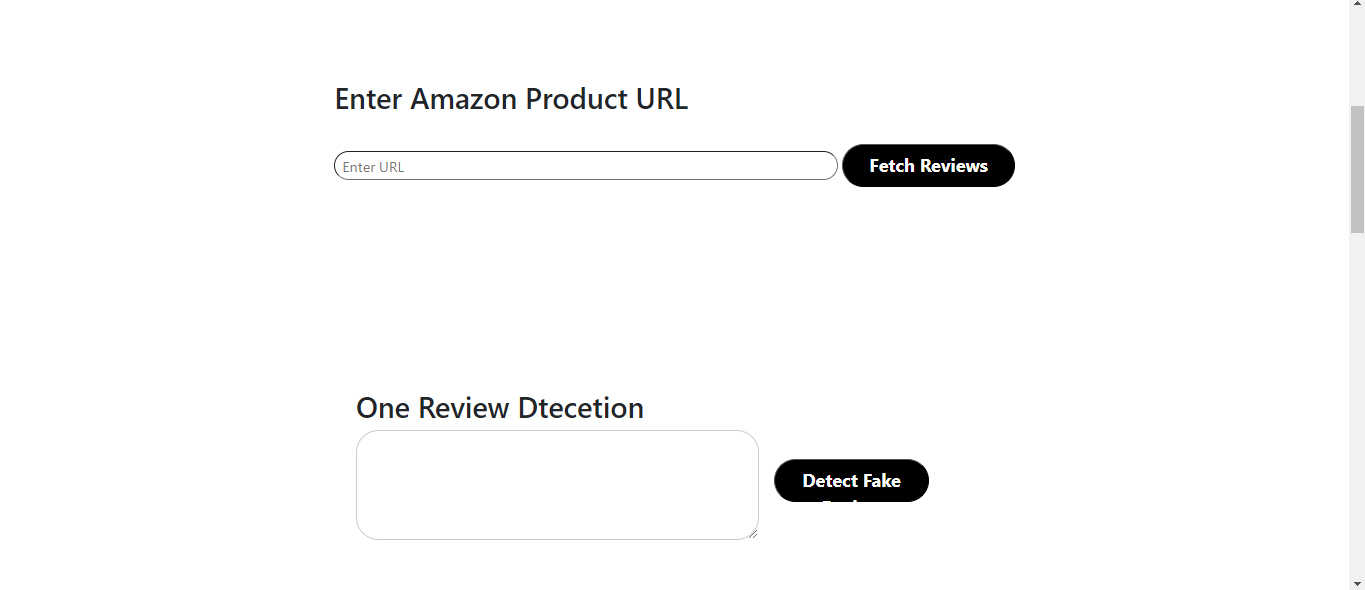 Enter Amazon Product URL
Enter URL
Fetch Reviews
One Review Dtecetion
Detect Fake